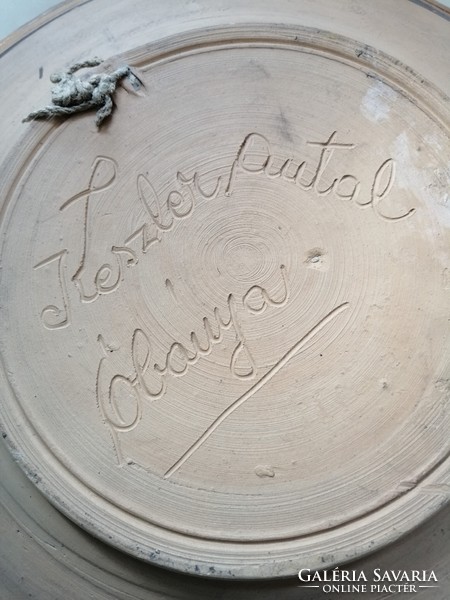 Keszler Antal
Óbánya
GALÉRIA SAVARIA
ONLINE PIACTÉR